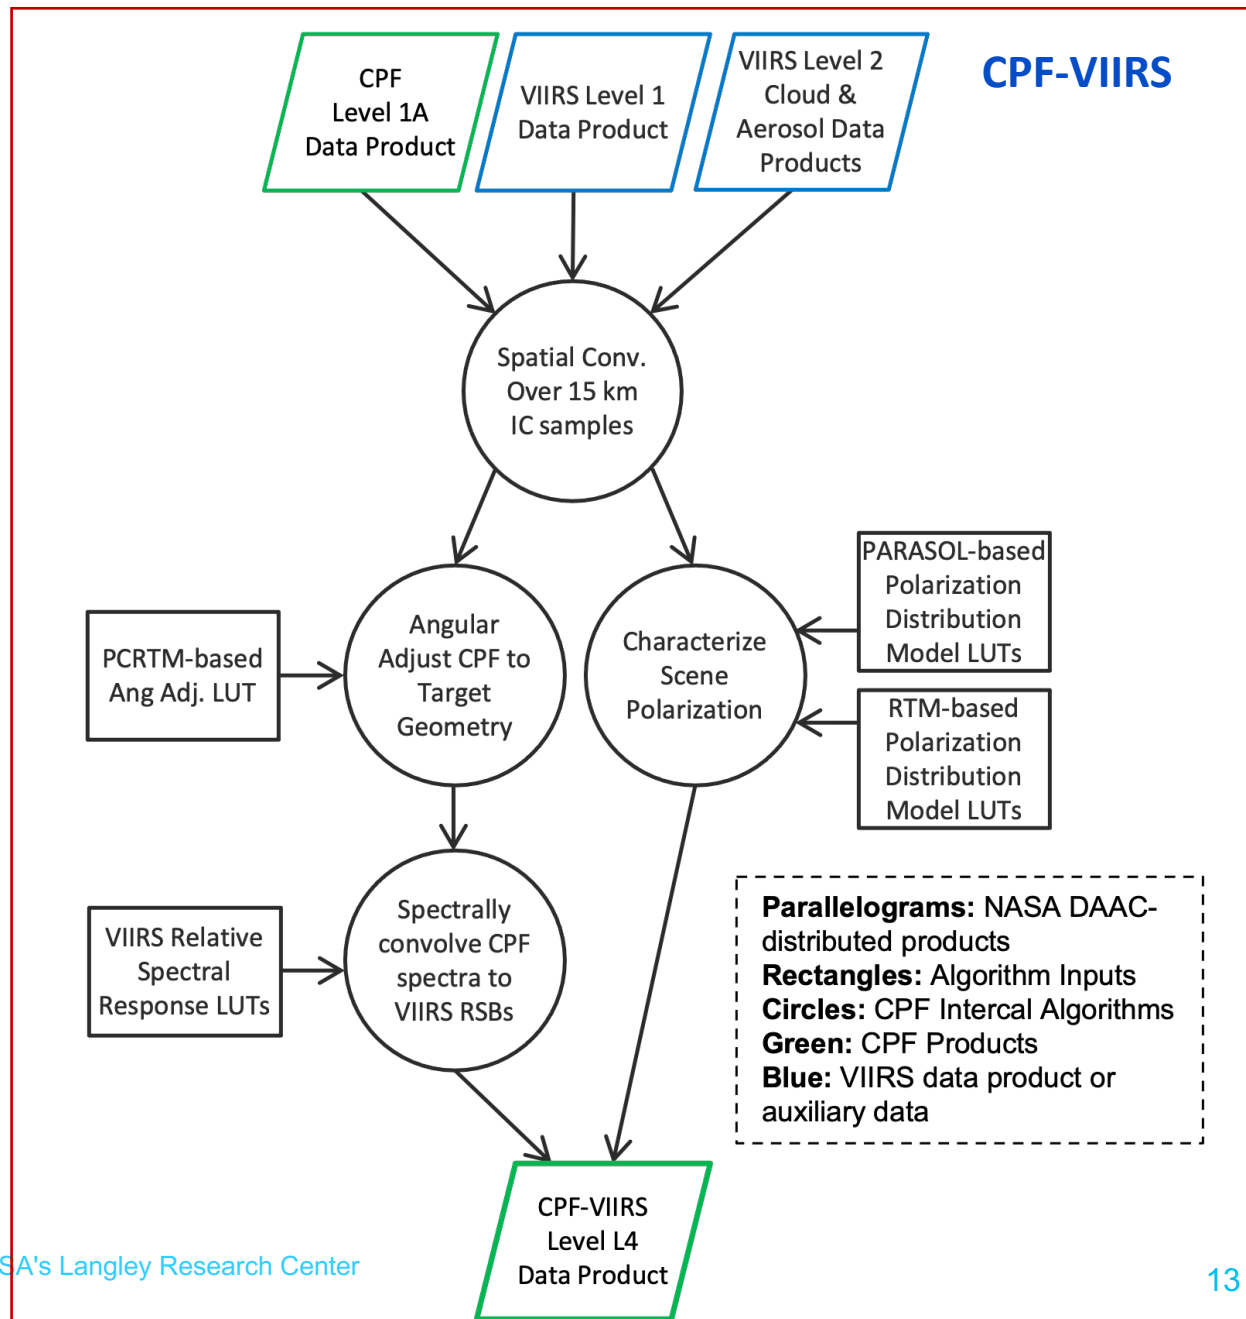 CPF-VIIRS
CPF
Level 1A
Data Product
VIIRS Level 1
Data Product
VIIRS Level 2
Cloud &
Aerosol Data
Products
Spatial Conv.
Over 15 km
IC samples
PCRTM-based
Ang Adj. LUT
Angular
Adjust CPF to
Target
Geometry
Characterize
Scene
Polarization
PARASOL-based
Polarization
Distribution
Model LUTs
RTM-based
Polarization
Distribution
Model LUTs
VIIRS Relative
Spectral
Response LUTs
Spectrally
convolve CPF
spectra to
VIIRS RSBs
Parallelograms: NASA DAAC-
distributed products
Rectangles: Algorithm Inputs
Circles: CPF Intercal Algorithms
Green: CPF Products
Blue: VIIRS data product or
auxiliary data
CPF-VIIRS
Level L4
Data Product
SA's Langley Research Center
13